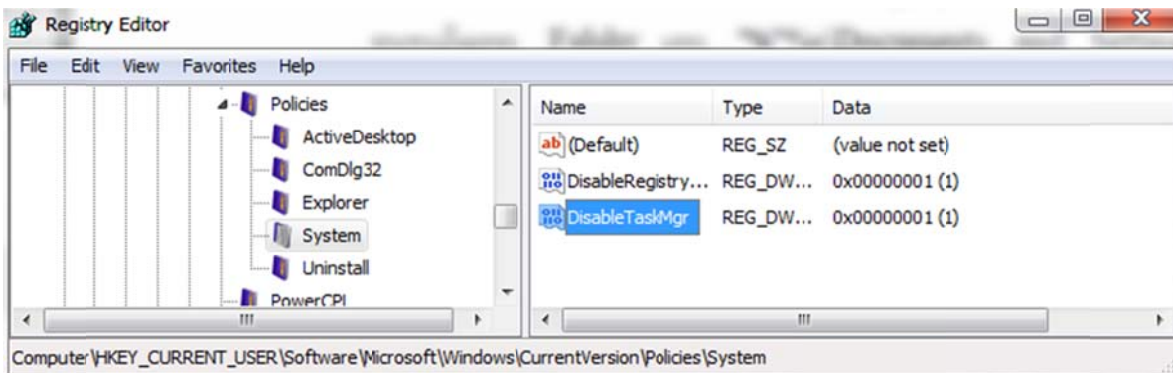 Registry Editor
File Edit View Favorites Help
Policies
ActiveDesktop
ComDlg32
Explorer
System
Uninstall
PowerCPL
Name Type Data
ab (Default) REG_SZ (value not set)
DisableRegistry... REG_DW... 0x00000001 (1)
DisableTaskMgr REG_DW... 0x00000001 (1)
Computer\HKEY_CURRENT_USER\Software\Microsoft\Windows\CurrentVersion\Policies\System